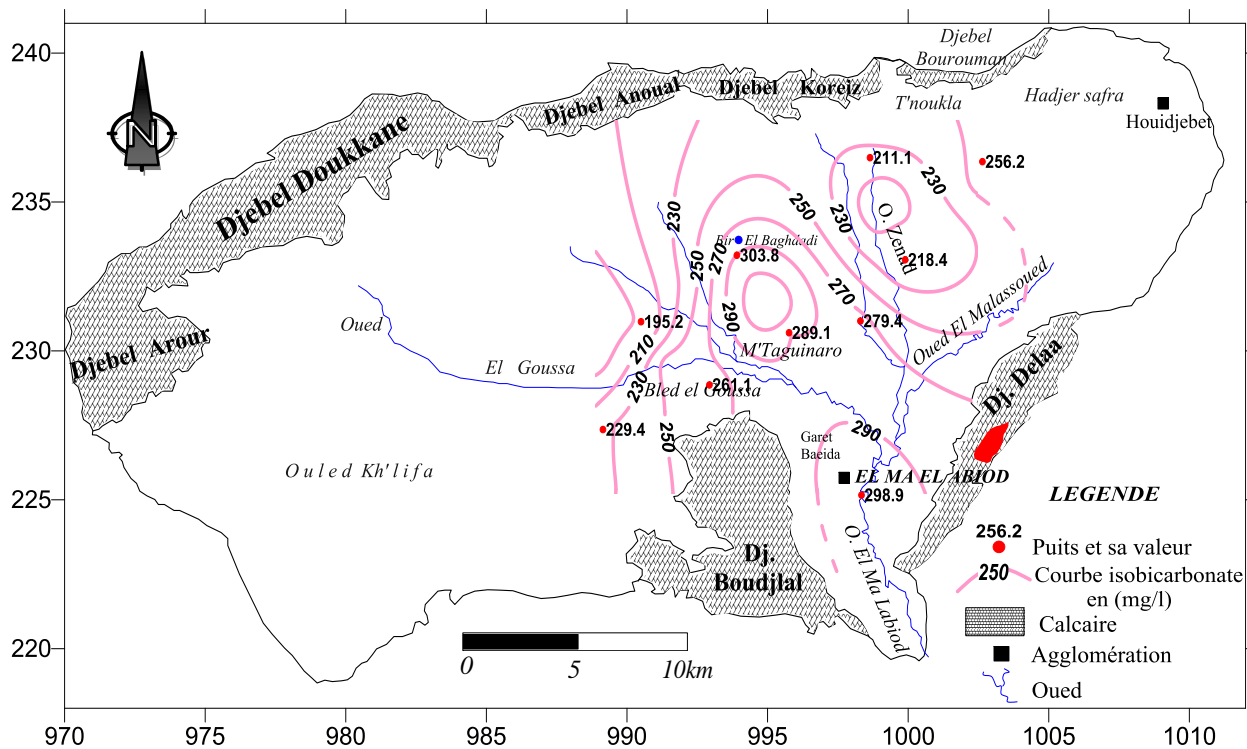 240
235
230
225
220
970
975
980
985
990
995
1000
1005
1010
N
Djebel Doukkane
Djebel Anoual
Djebel Koreiz
Djebel
Bourouman
T'noukla
Hadjer safra
Houidjebet
Djebel Arour
Oued El Goussa
Ouled Kh'lifa
Bled el Goussa
Bir El Baghandi
M'Taguinaro
O. Zenad
Oued El Malassoued
Dj. Delaa
Garet
Baeida
EL MA EL ABIOD
O. El Ma Labiod
Dj.
Boudjlal
211.1
256.2
218.4
303.8
289.1
279.4
195.2
261.1
229.4
298.9
230
250
270
290
210
230
250
250
270
230
230
290
0
5
10km
LEGENDE
256.2
Puits et sa valeur
250
Courbe isobicarbonate
en (mg/l)
Calcaire
Agglomération
Oued